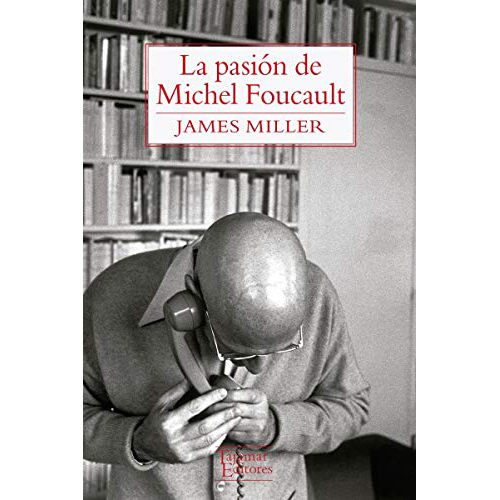 La pasión de
Michel Foucault
JAMES MILLER
Tajamar
Editores